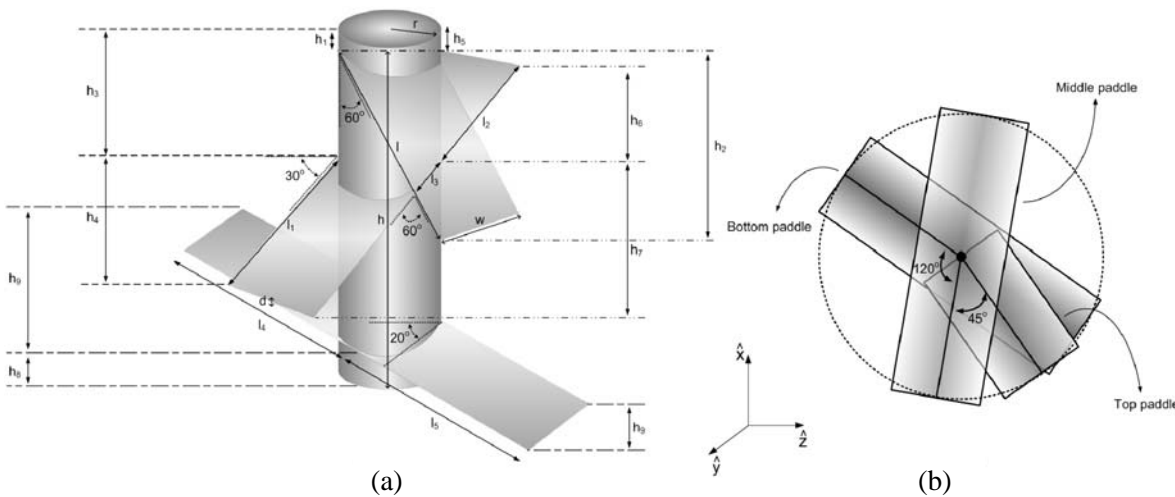 r
h₁
h₅
h₃
60°
l₂
h₆
l
h₂
30°
l₃
h₄
l₁
h
60°
w
h₇
h₉
d
l₄
20°
h₈
l₅
h₉
(a)
Middle paddle
Bottom paddle
120°
45°
Top paddle
x̂
ẑ
ŷ
(b)